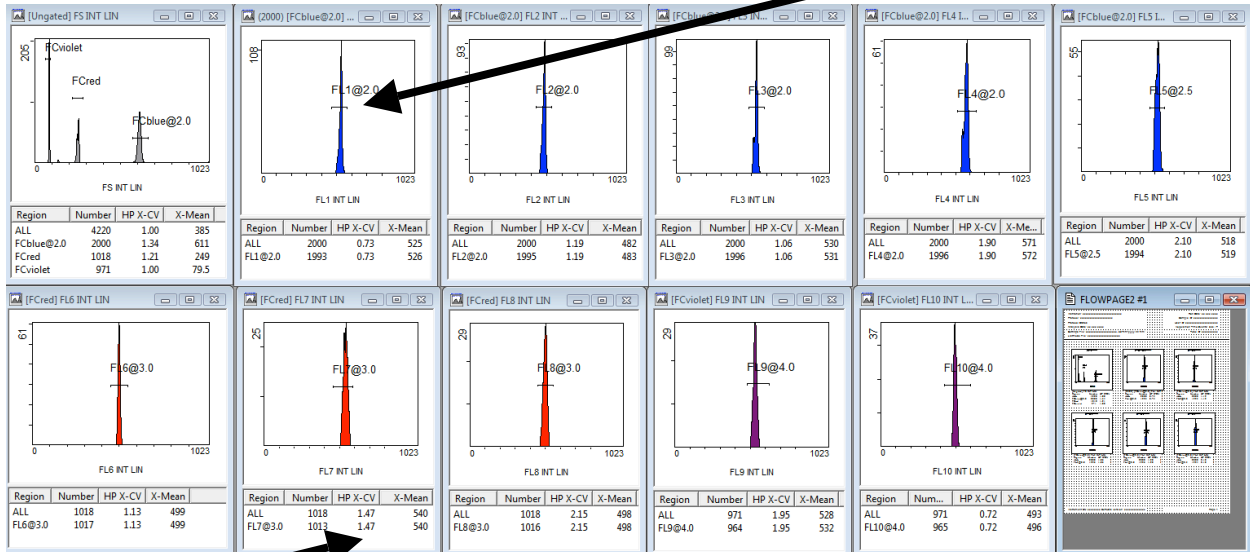 [Ungated] FS INT LIN
205
FCviolet
FCred
FCblue@2.0
0 1023
FS INT LIN
Region Number HP X-CV X-Mean
ALL 4220 1.00 385
FCblue@2.0 2000 1.34 611
FCred 1018 1.21 249
FCviolet 971 1.00 79.5
(2000) [FCblue@2.0] ...
108
FL1@2.0
0 1023
FL1 INT LIN
Region Number HP X-CV X-Mean
ALL 2000 0.73 525
FL1@2.0 1993 0.73 526
[FCblue@2.0] FL2 INT ...
93
FL2@2.0
0 1023
FL2 INT LIN
Region Number HP X-CV X-Mean
ALL 2000 1.19 482
FL2@2.0 1995 1.19 483
[FCblue@2.0] FL3 IN...
99
FL3@2.0
0 1023
FL3 INT LIN
Region Number HP X-CV X-Mean
ALL 2000 1.06 530
FL3@2.0 1996 1.06 531
[FCblue@2.0] FL4 I...
61
FL4@2.0
0 1023
FL4 INT LIN
Region Number HP X-CV X-Me...
ALL 2000 1.90 571
FL4@2.0 1996 1.90 572
[FCblue@2.0] FL5 I...
55
FL5@2.5
0 1023
FL5 INT LIN
Region Number HP X-CV X-Mean
ALL 2000 2.10 518
FL5@2.5 1994 2.10 519
[FCred] FL6 INT LIN
61
FL6@3.0
0 1023
FL6 INT LIN
Region Number HP X-CV X-Mean
ALL 1018 1.13 499
FL6@3.0 1017 1.13 499
[FCred] FL7 INT LIN
25
FL7@3.0
0 1023
FL7 INT LIN
Region Number HP X-CV X-Mean
ALL 1018 1.47 540
FL7@3.0 1013 1.47 540
[FCred] FL8 INT LIN
29
FL8@3.0
0 1023
FL8 INT LIN
Region Number HP X-CV X-Mean
ALL 1018 2.15 498
FL8@3.0 1016 2.15 498
[FCviolet] FL9 INT LIN
29
FL9@4.0
0 1023
FL9 INT LIN
Region Number HP X-CV X-Mean
ALL 971 1.95 528
FL9@4.0 964 1.95 532
[FCviolet] FL10 INT L...
37
FL10@4.0
0 1023
FL10 INT LIN
Region Num... HP X-CV X-Mean
ALL 971 0.72 493
FL10@4.0 965 0.72 496
FLOWPAGE2 #1